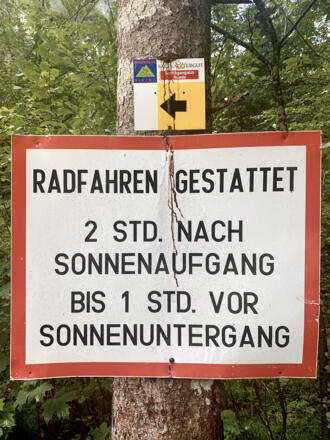 RADFAHREN GESTATTET
2 STD. NACH
SONNENAUFGANG
BIS 1 STD. VOR
SONNENUNTERGANG